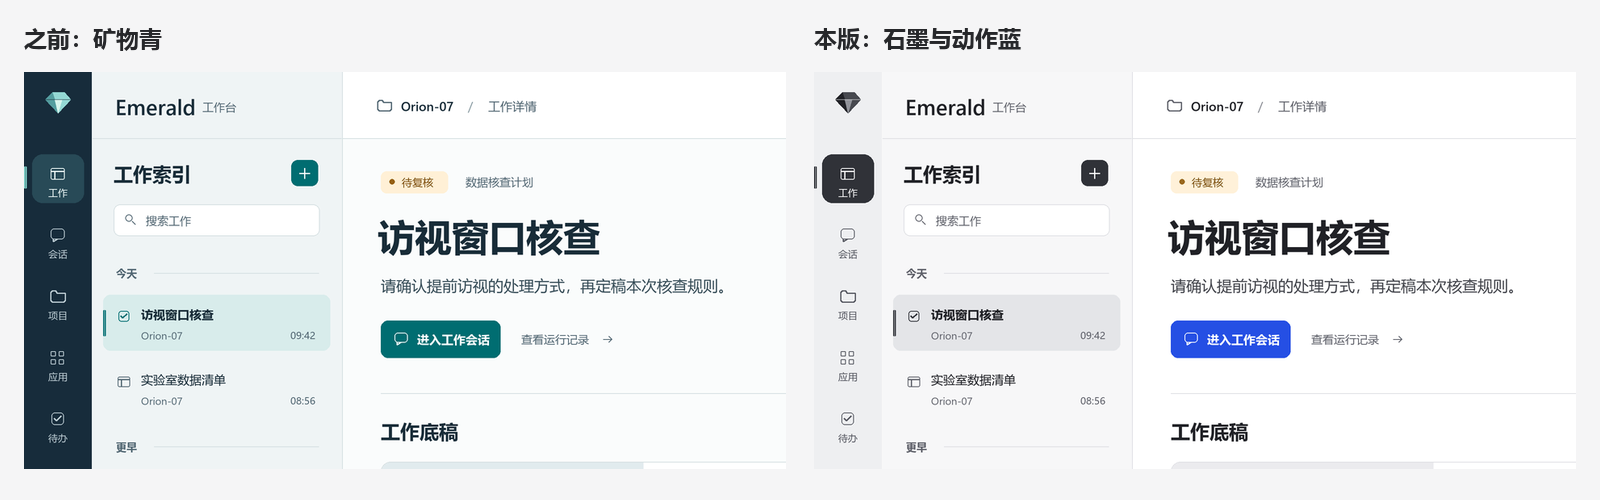 之前：矿物青
Emerald 工作台
Orion-07 / 工作详情
工作
会话
项目
应用
待办
工作索引
搜索工作
今天
访视窗口核查
Orion-07 09:42
实验室数据清单
Orion-07 08:56
更早
待复核 数据核查计划
访视窗口核查
请确认提前访视的处理方式，再定稿本次核查规则。
进入工作会话 查看运行记录 →
工作底稿
本版：石墨与动作蓝
Emerald 工作台
Orion-07 / 工作详情
工作
会话
项目
应用
待办
工作索引
搜索工作
今天
访视窗口核查
Orion-07 09:42
实验室数据清单
Orion-07 08:56
更早
待复核 数据核查计划
访视窗口核查
请确认提前访视的处理方式，再定稿本次核查规则。
进入工作会话 查看运行记录 →
工作底稿